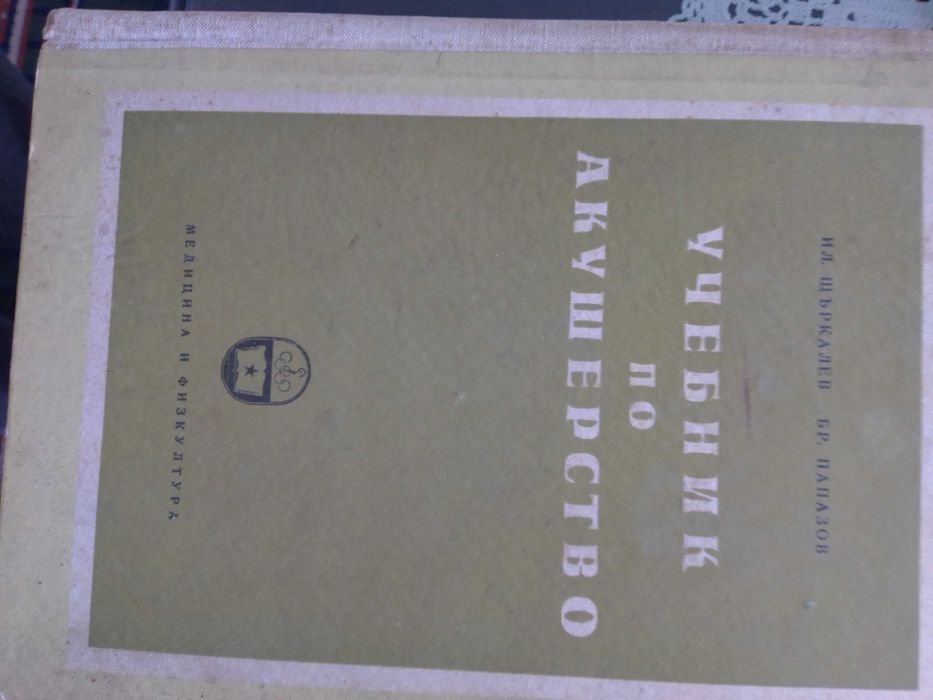 ИЛ. ЩЪРКАЛЕВ БР. ПАПАЗОВ
УЧЕБНИК
ПО
АКУШЕРСТВО
МЕДИЦИНА И ФИЗКУЛТУРА